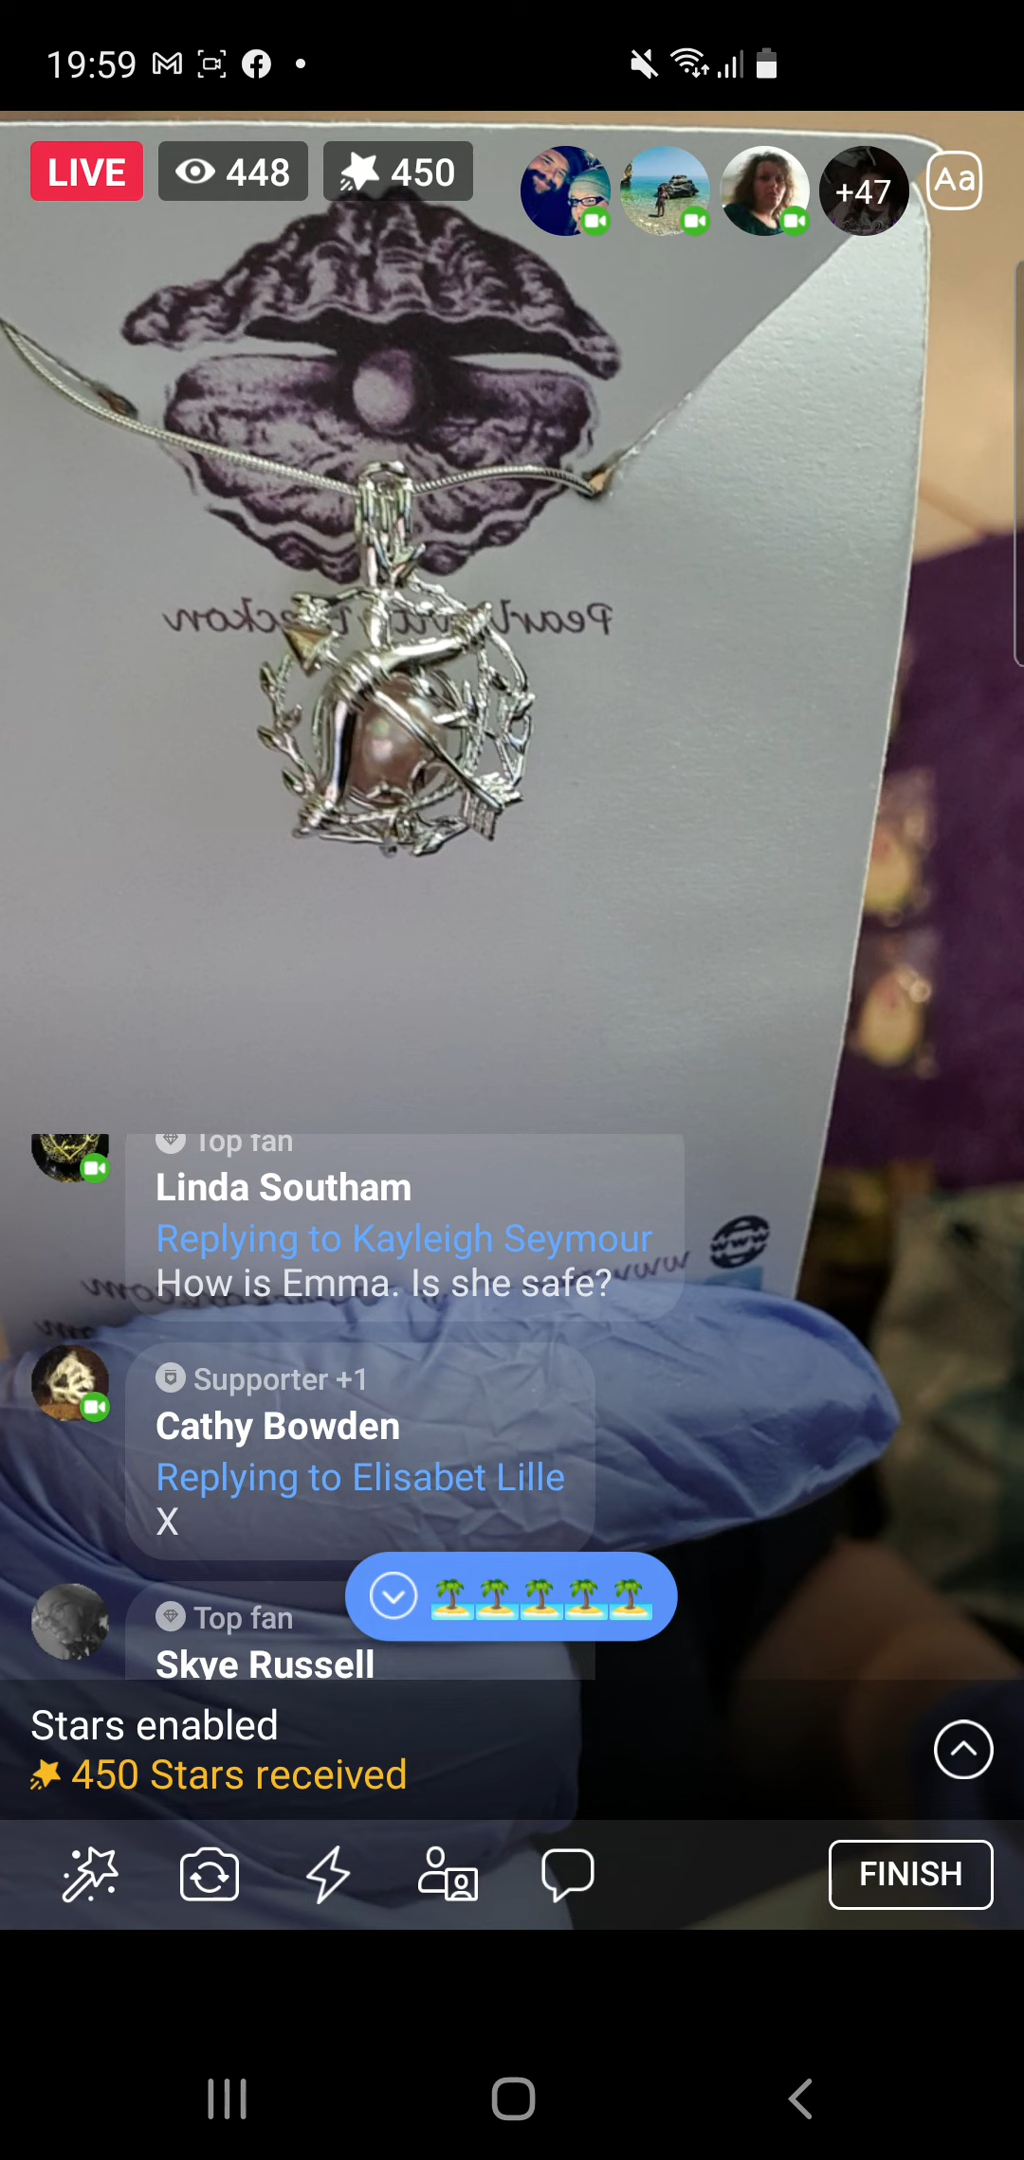 19:59
LIVE 448 450 +47 Aa
Pearl
Top fan
Linda Southam
Replying to Kayleigh Seymour
How is Emma. Is she safe?
Supporter +1
Cathy Bowden
Replying to Elisabet Lille
X
Top fan
Skye Russell
Stars enabled
450 Stars received
FINISH